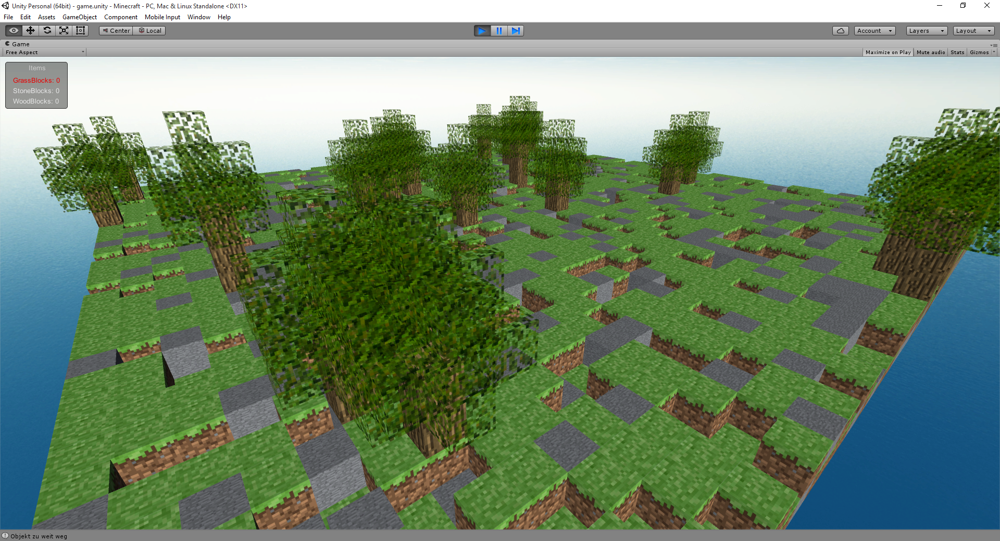 Unity Personal (64bit) - game.unity - Minecraft - PC, Mac & Linux Standalone <DX11>
File Edit Assets GameObject Component Mobile Input Window Help
Center Local Account Layers Layout
Game
Free Aspect Maximize on Play Mute audio Stats Gizmos
Items
GrassBlocks: 0
StoneBlocks: 0
WoodBlocks: 0
Objekt zu weit weg